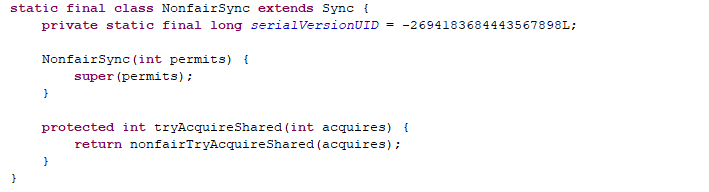 static final class NonfairSync extends Sync {
    private static final long serialVersionUID = -2694183684443567898L;

    NonfairSync(int permits) {
        super(permits);
    }

    protected int tryAcquireShared(int acquires) {
        return nonfairTryAcquireShared(acquires);
    }
}